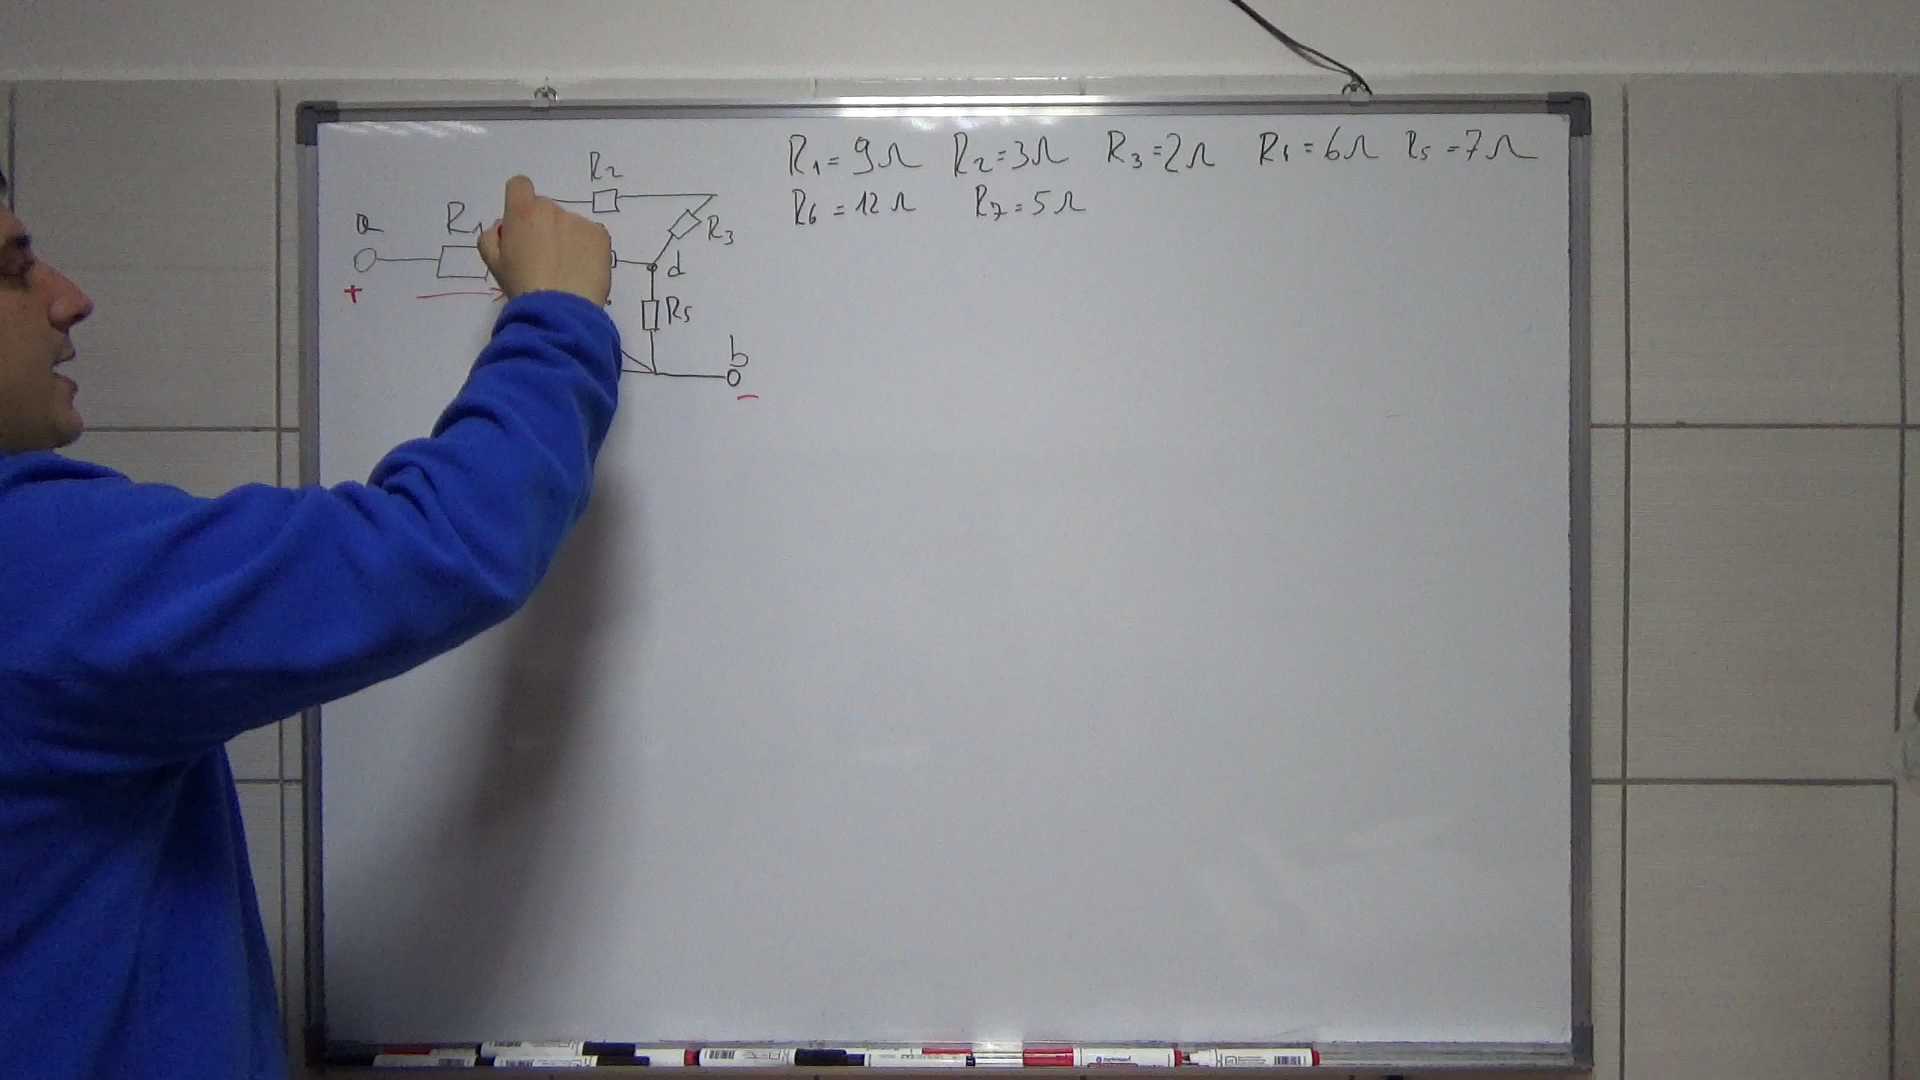 R₁ = 9Ω R₂ = 3Ω R₃ = 2Ω R₄ = 6Ω R₅ = 7Ω
R₆ = 12Ω R₇ = 5Ω
R₂
a R₁ R₃
d
+
R₅
b
−